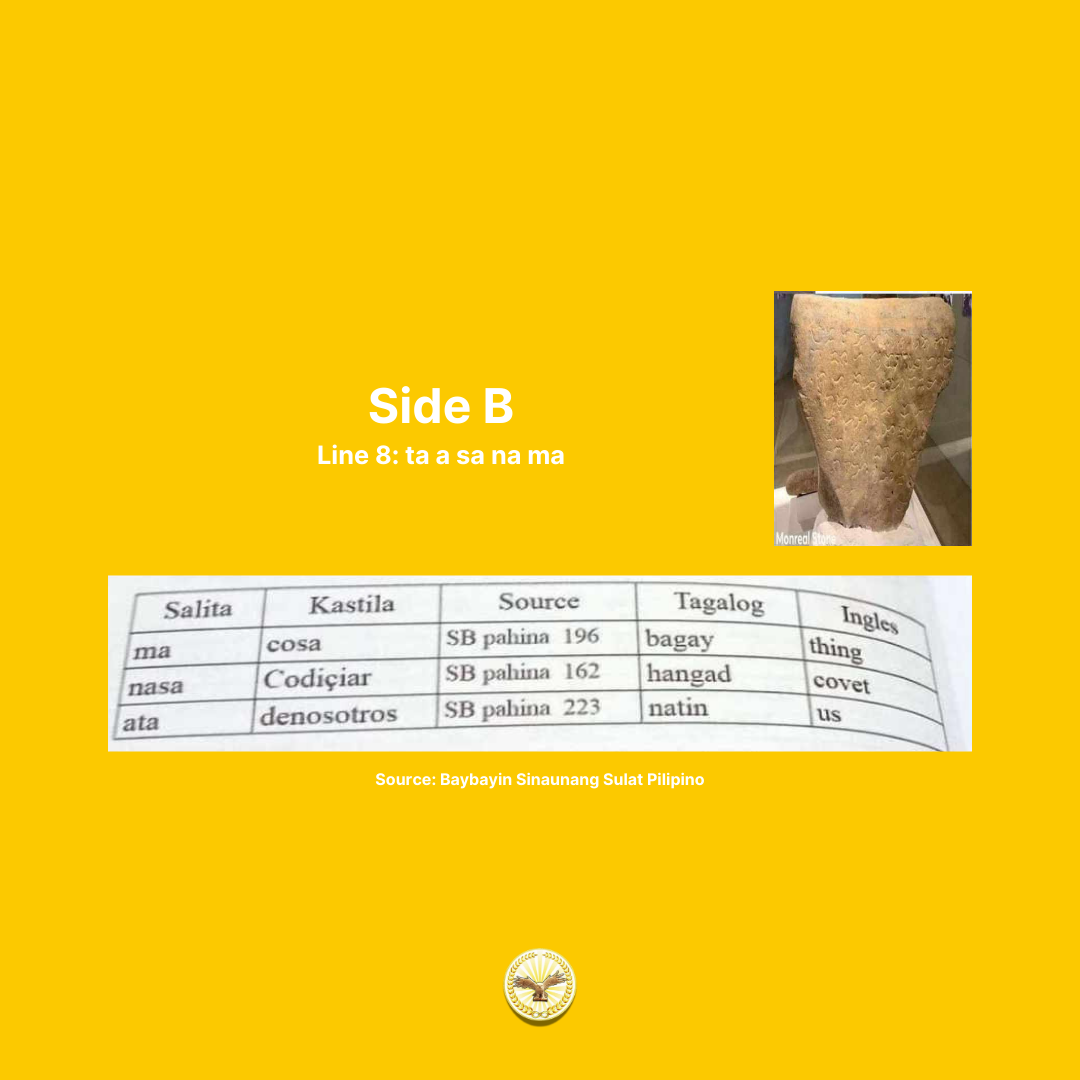 Side B
Line 8: ta a sa na ma
Monreal Stone
Salita Kastila Source Tagalog Ingles
ma cosa SB pahina 196 bagay thing
nasa Codiçiar SB pahina 162 hangad covet
ata denosotros SB pahina 223 natin us
Source: Baybayin Sinaunang Sulat Pilipino